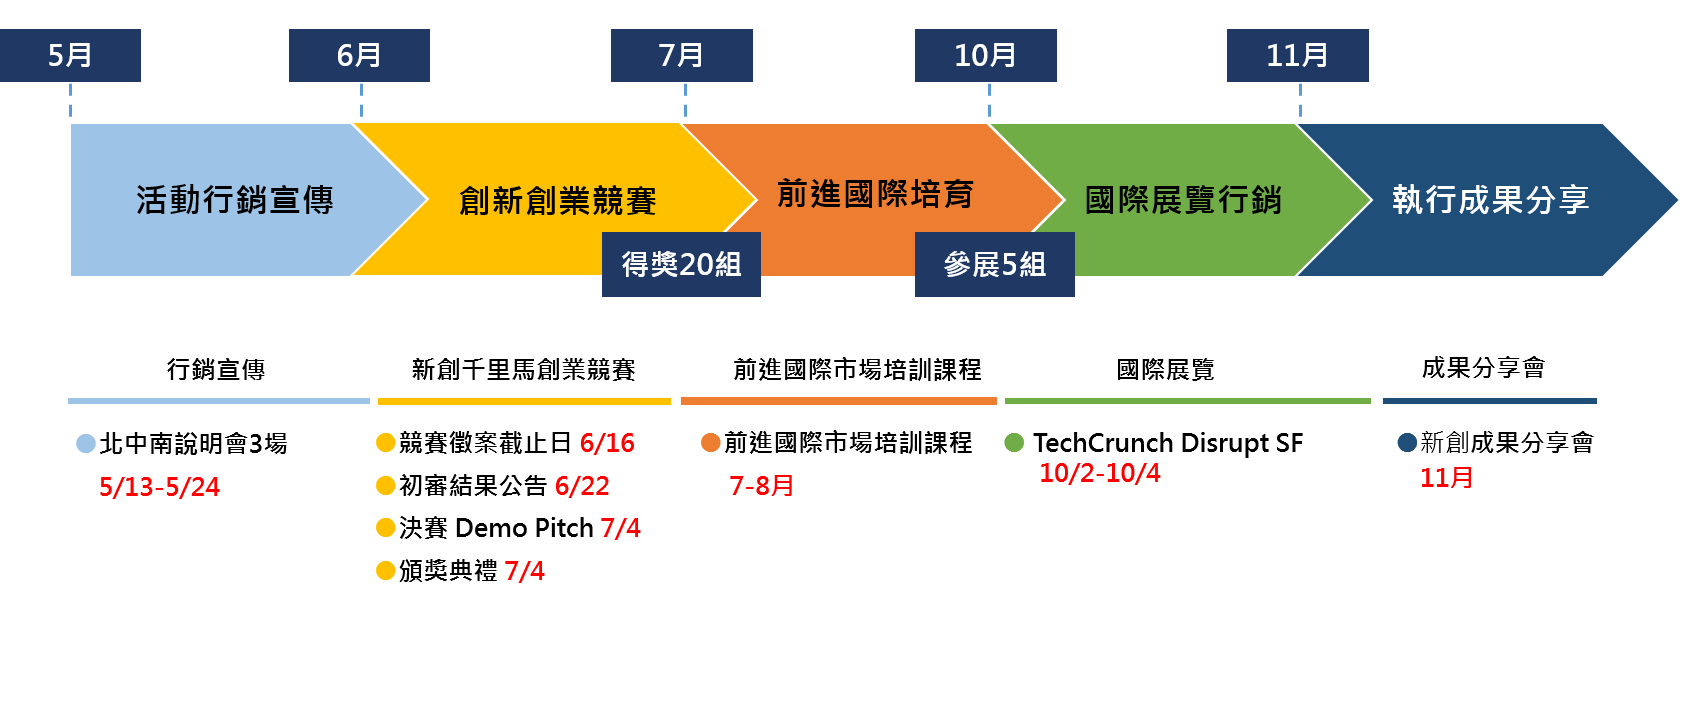 5月
6月
7月
10月
11月
活動行銷宣傳
創新創業競賽
前進國際培育
國際展覽行銷
執行成果分享
得獎20組
參展5組
行銷宣傳
北中南說明會3場
5/13-5/24
新創千里馬創業競賽
競賽徵案截止日 6/16
初審結果公告 6/22
決賽 Demo Pitch 7/4
頒獎典禮 7/4
前進國際市場培訓課程
前進國際市場培訓課程
7-8月
國際展覽
TechCrunch Disrupt SF
10/2-10/4
成果分享會
新創成果分享會
11月